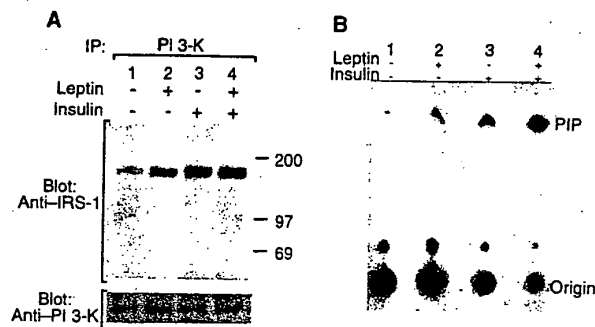 A
IP: PI 3-K
1 2 3 4
Leptin - + - +
Insulin - - + +
Blot:
Anti–IRS-1
200
97
69
Blot:
Anti–PI 3-K
B
1 2 3 4
Leptin - + - +
Insulin - - + +
PIP
Origin